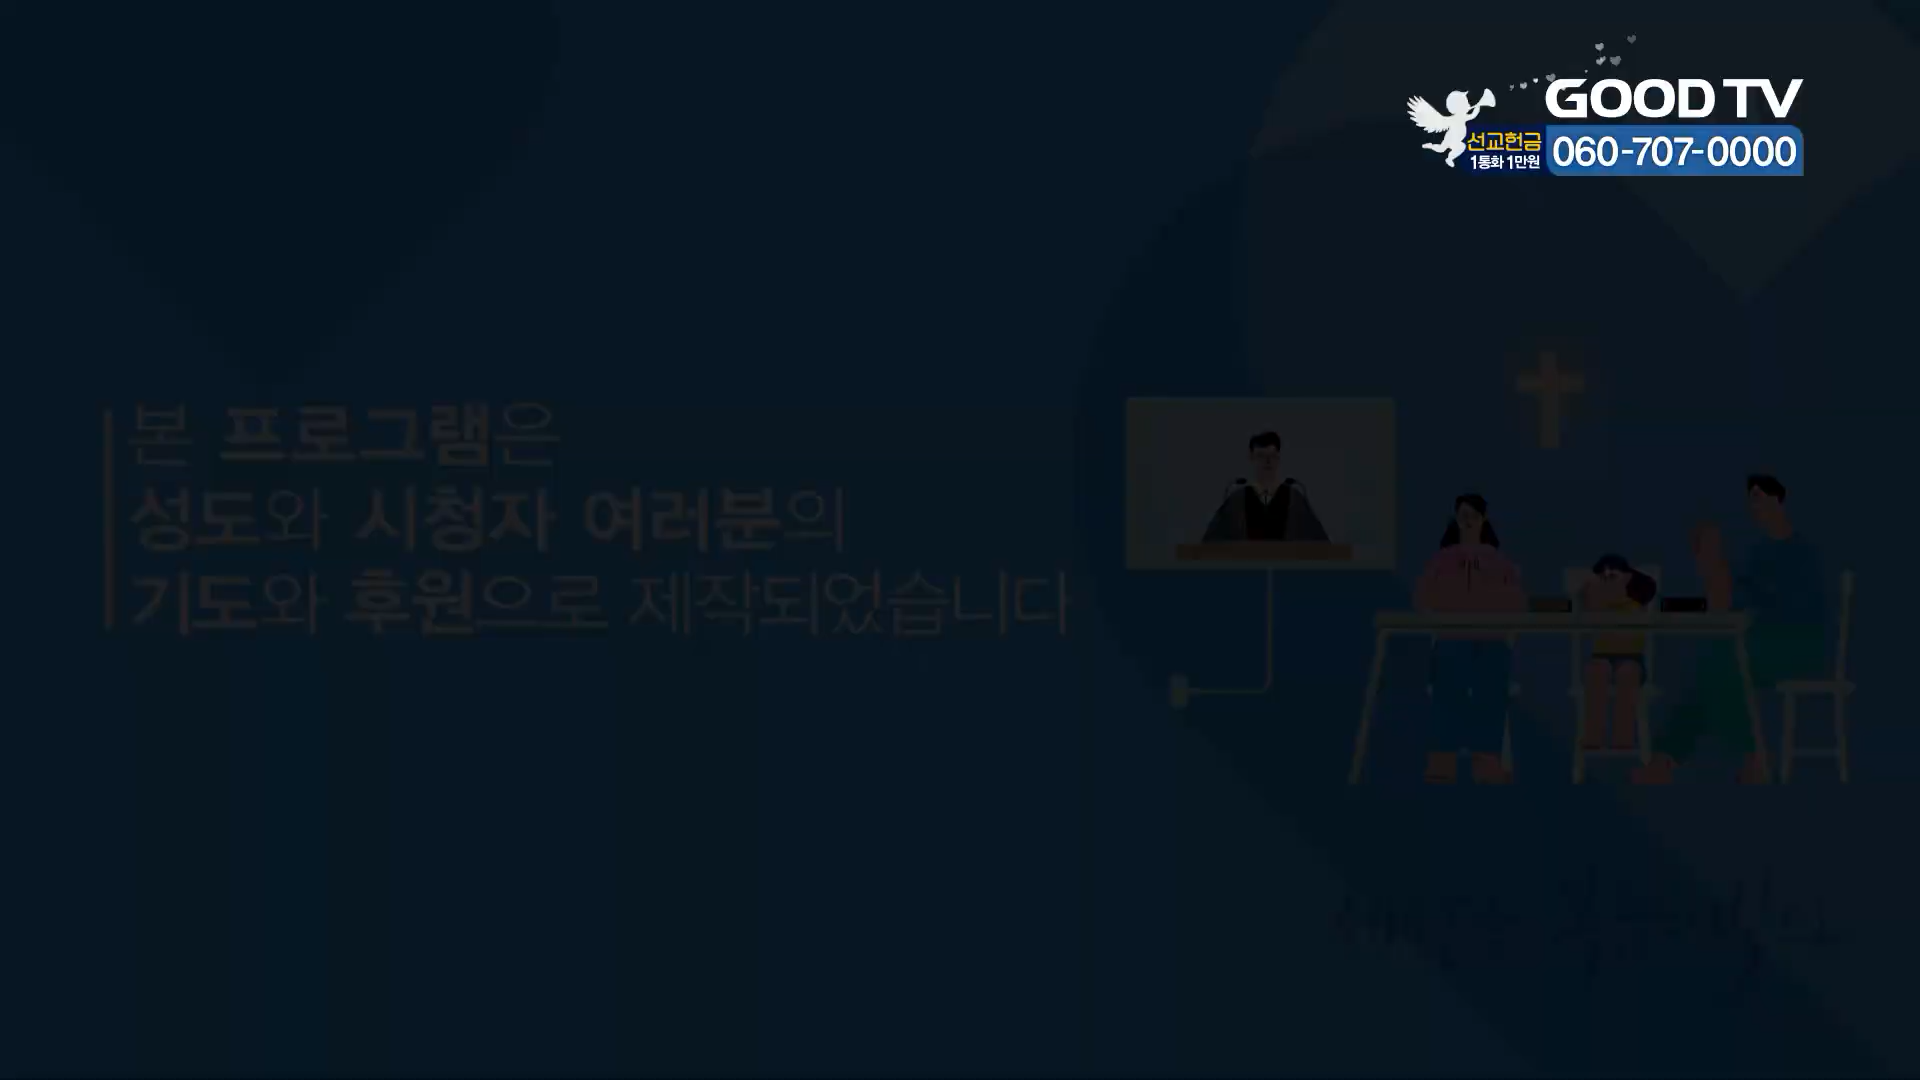 GOOD TV
선교헌금
1통화 1만원
060-707-0000
본 프로그램은
성도와 시청자 여러분의
기도와 후원으로 제작되었습니다